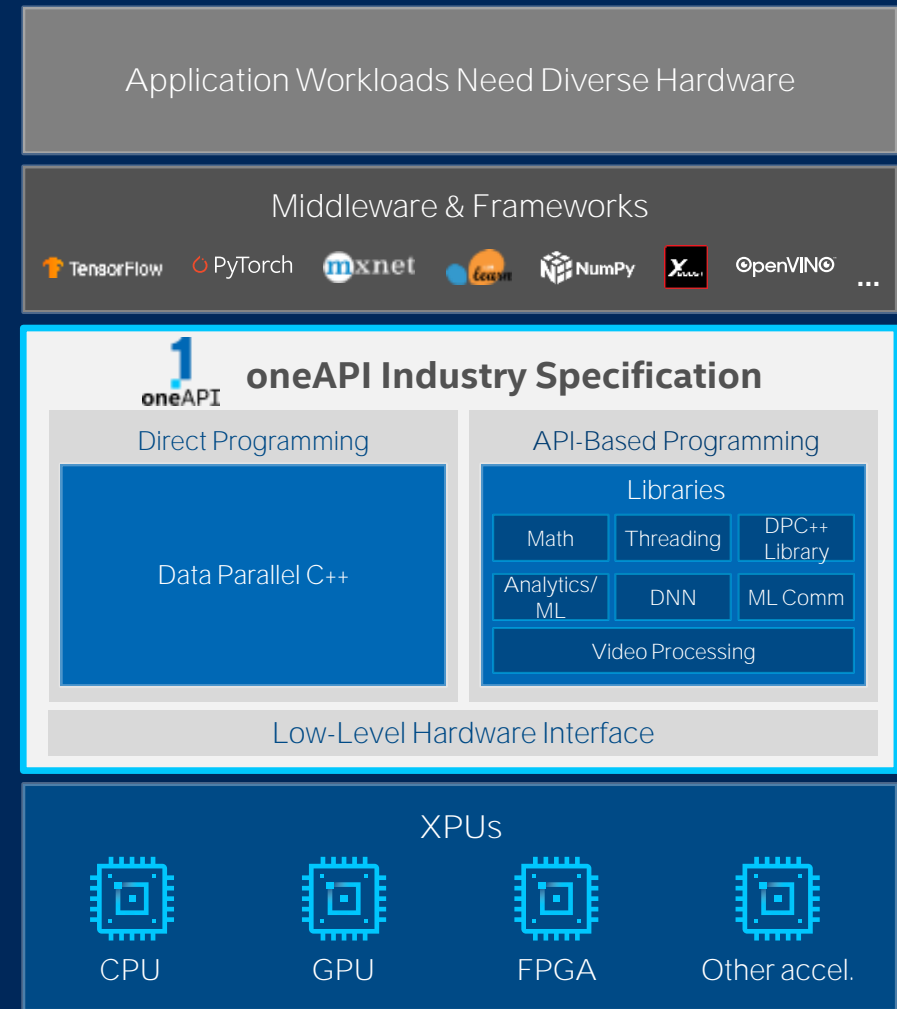 Application Workloads Need Diverse Hardware
Middleware & Frameworks
TensorFlow PyTorch mxnet learn NumPy OpenVINO ...
1
oneAPI
oneAPI Industry Specification
Direct Programming
Data Parallel C++
API-Based Programming
Libraries
Math
Threading
DPC++
Library
Analytics/
ML
DNN
ML Comm
Video Processing
Low-Level Hardware Interface
XPUs
CPU
GPU
FPGA
Other accel.